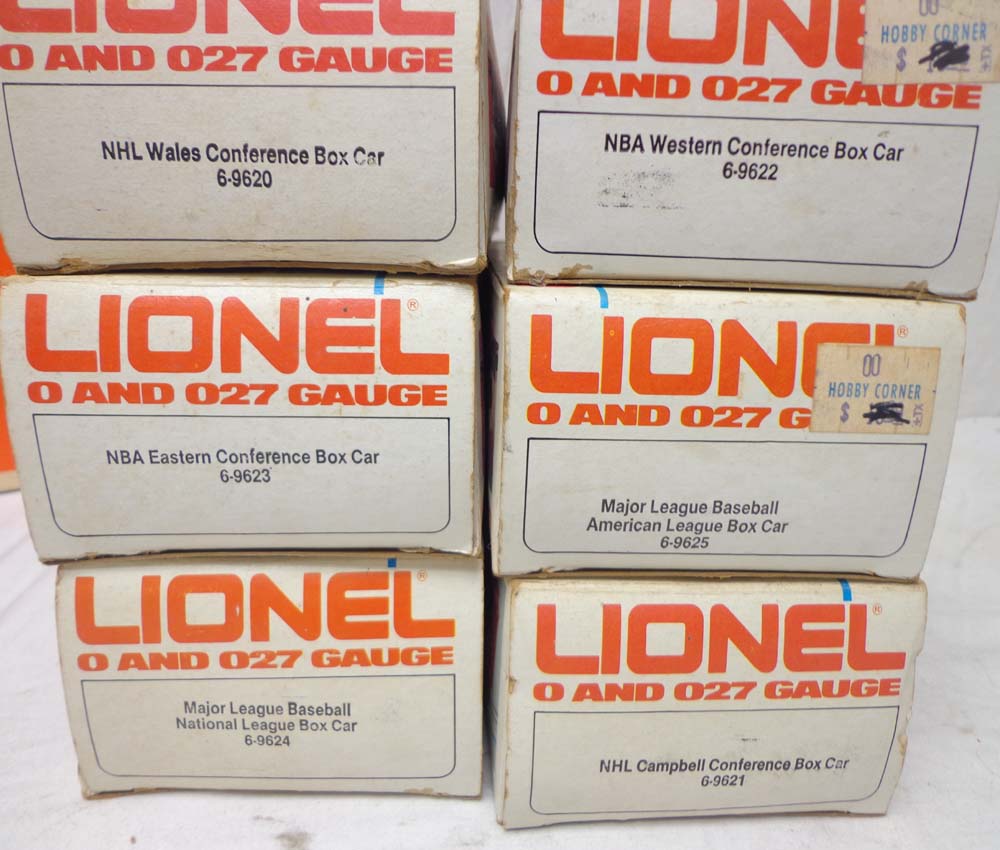 LIONEL
O AND 027 GAUGE
NHL Wales Conference Box Car
6-9620
LIONEL
O AND 027 GAUGE
00
HOBBY CORNER
$
+TX
NBA Western Conference Box Car
6-9622
LIONEL®
O AND 027 GAUGE
NBA Eastern Conference Box Car
6-9623
LIONEL®
O AND 027 G
00
HOBBY CORNER
$
+TX
Major League Baseball
American League Box Car
6-9625
LIONEL®
O AND 027 GAUGE
Major League Baseball
National League Box Car
6-9624
LIONEL®
O AND 027 GAUGE
NHL Campbell Conference Box Car
6-9621